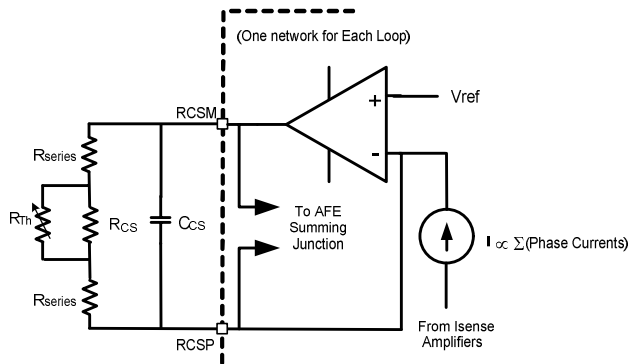 (One network for Each Loop)
RCSM
+
Vref
-
Rseries
RTh
RCS
CCS
To AFE
Summing
Junction
I ∝ Σ(Phase Currents)
Rseries
RCSP
From Isense
Amplifiers